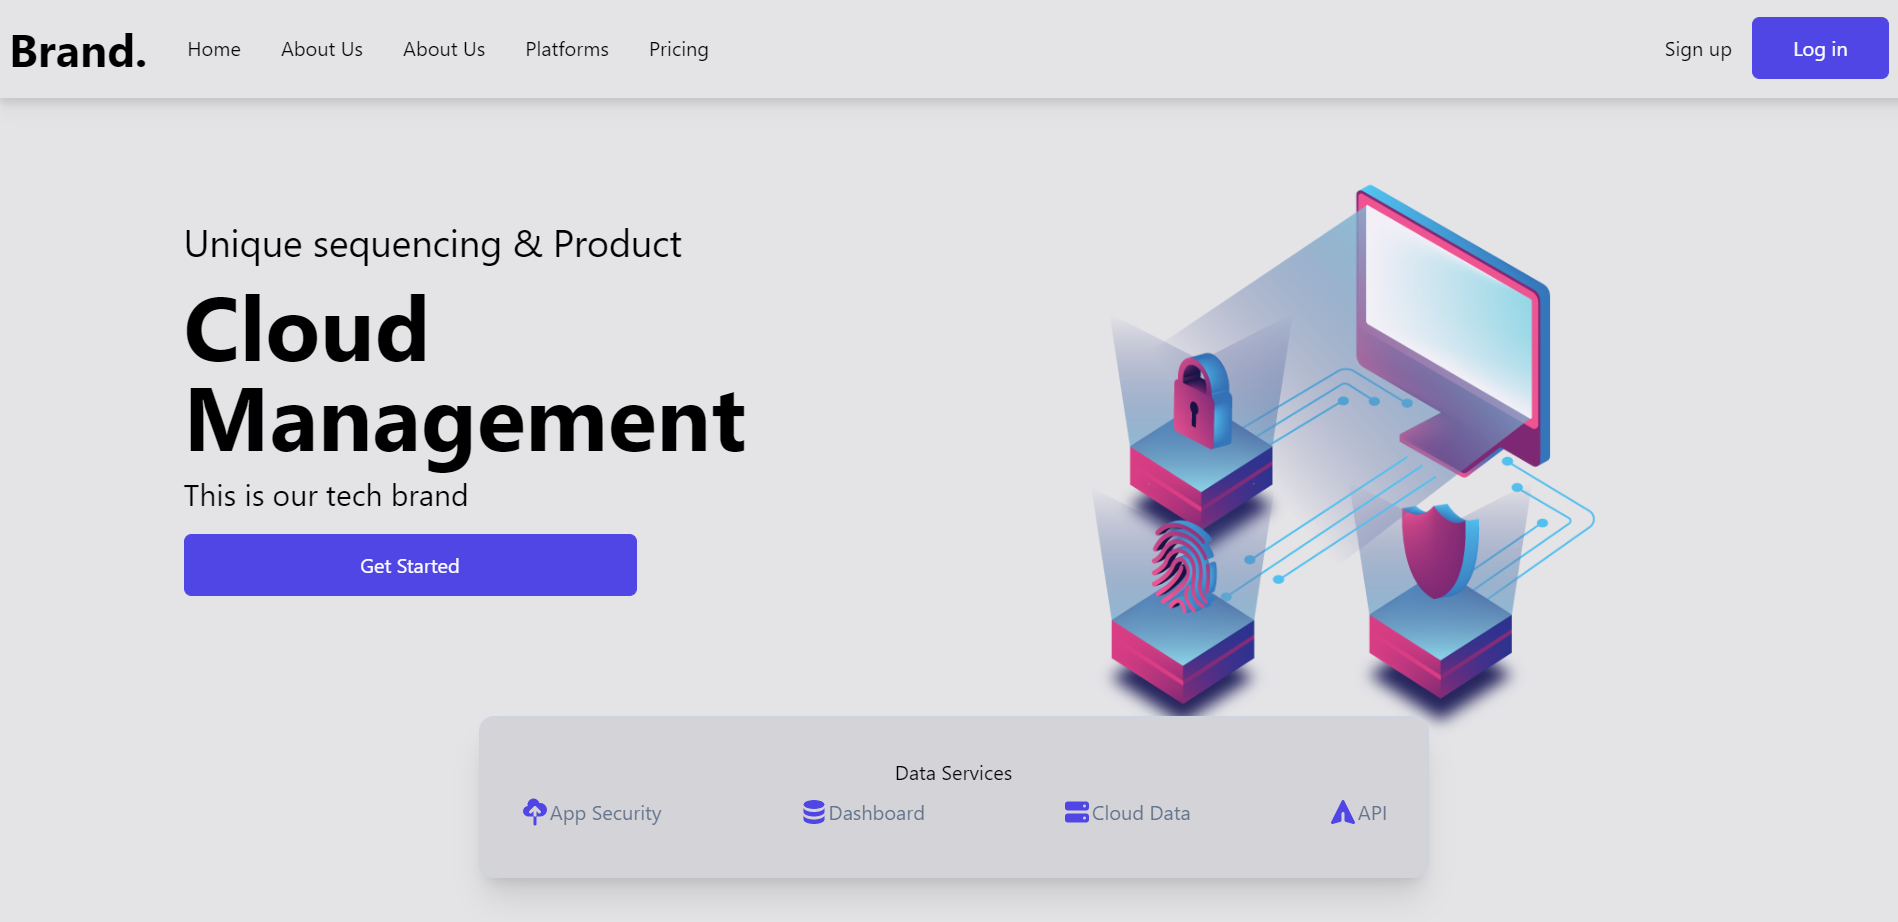 Brand. Home About Us About Us Platforms Pricing Sign up Log in
Unique sequencing & Product
Cloud
Management
This is our tech brand
Get Started
Data Services
App Security Dashboard Cloud Data API